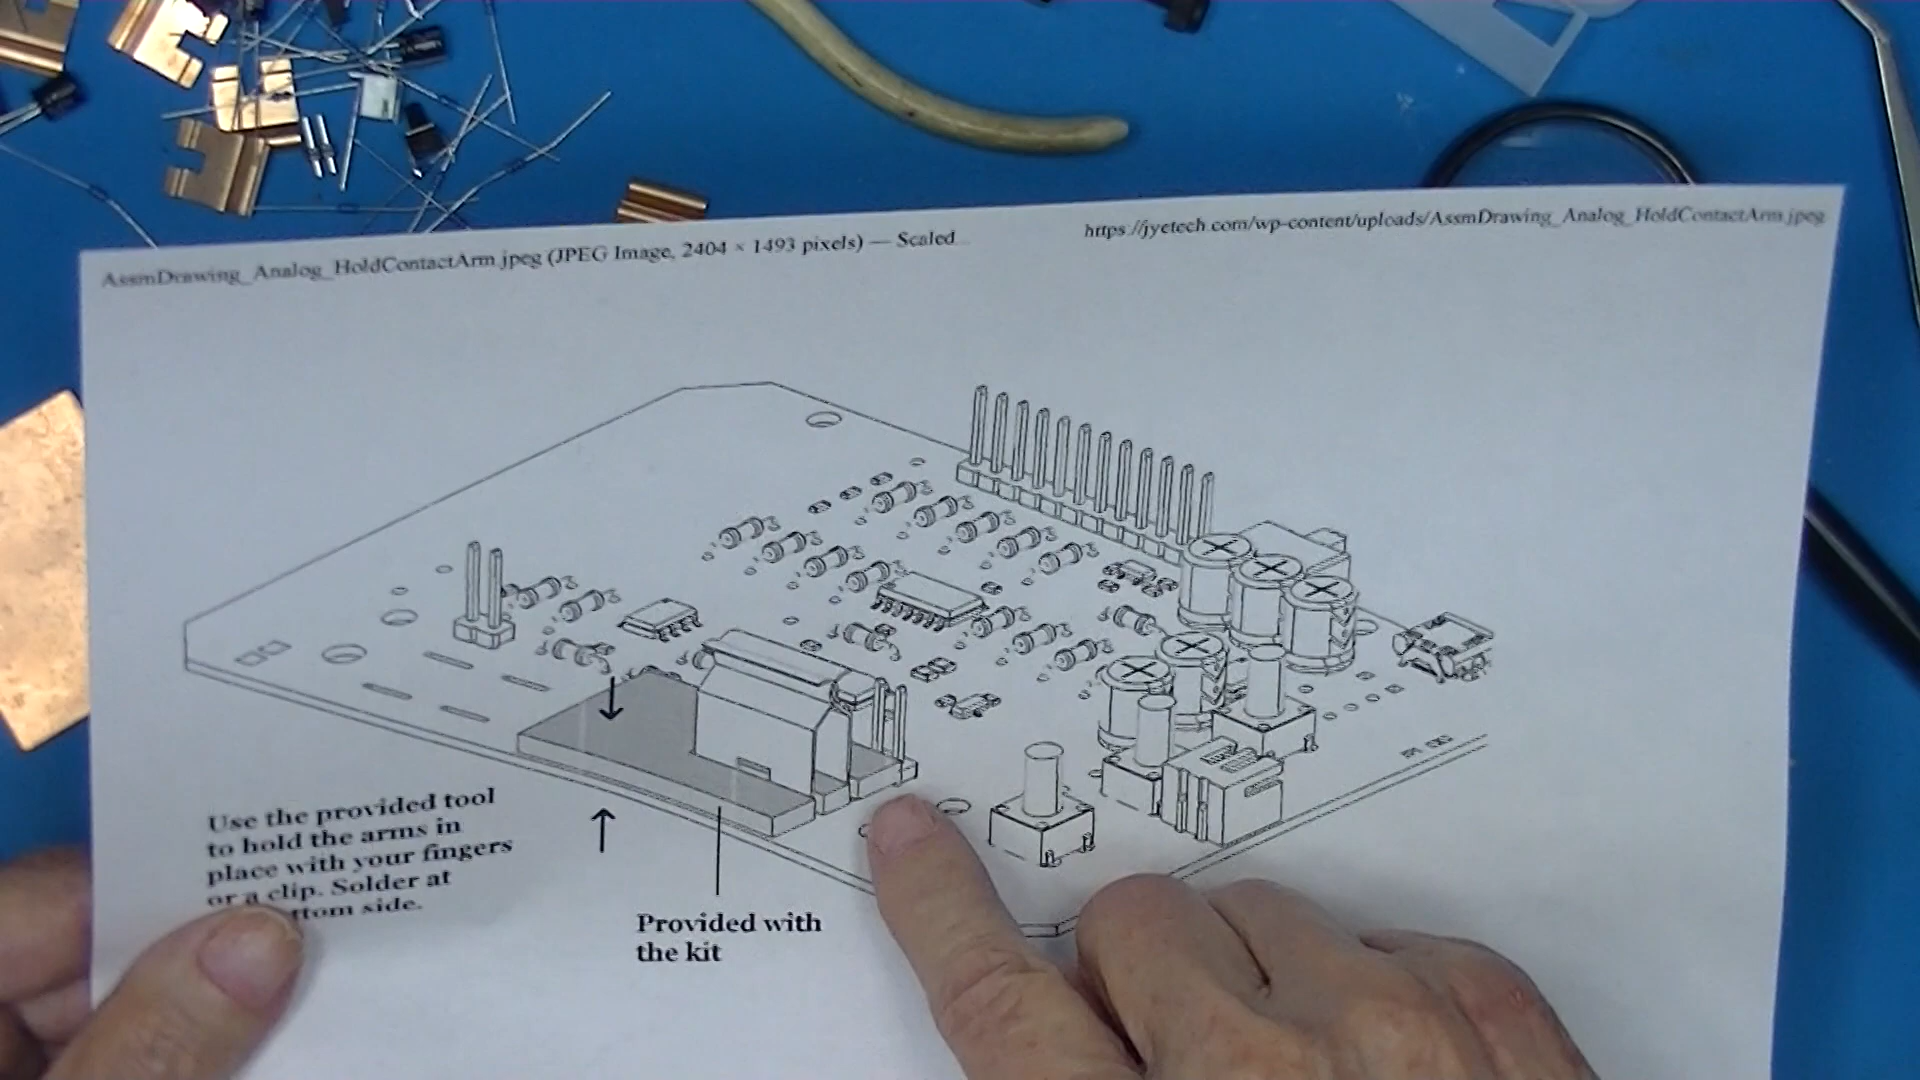 AssmDrawing_Analog_HoldContactArm.jpeg (JPEG Image, 2404 × 1493 pixels) — Scaled
https://jyetech.com/wp-content/uploads/AssmDrawing_Analog_HoldContactArm.jpeg
Use the provided tool
to hold the arms in
place with your fingers
or a clip. Solder at
ttom side.
Provided with
the kit